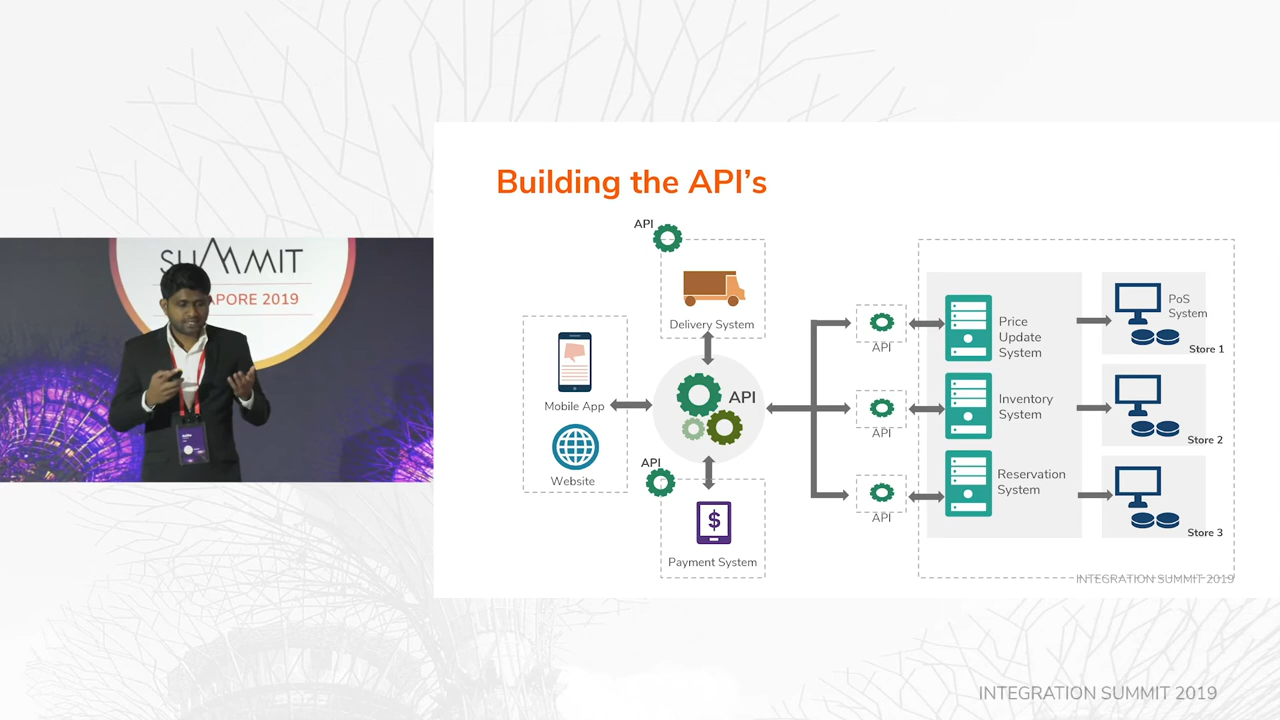 SUMMIT
APORE 2019
Building the API's
API
Delivery System
Mobile App
Website
API
API
Payment System
API
API
API
Price
Update
System
Inventory
System
Reservation
System
PoS
System
Store 1
Store 2
Store 3
INTEGRATION SUMMIT 2019
INTEGRATION SUMMIT 2019